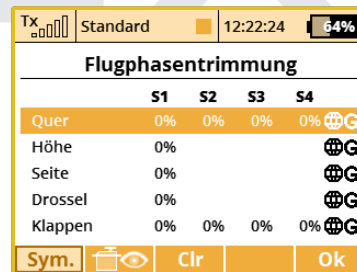 Tx Standard 12:22:24 64%
Flugphasentrimmung
S1 S2 S3 S4
Quer 0% 0% 0% 0% G
Höhe 0% G
Seite 0% G
Drossel 0% G
Klappen 0% 0% 0% 0% G
Sym. Clr Ok